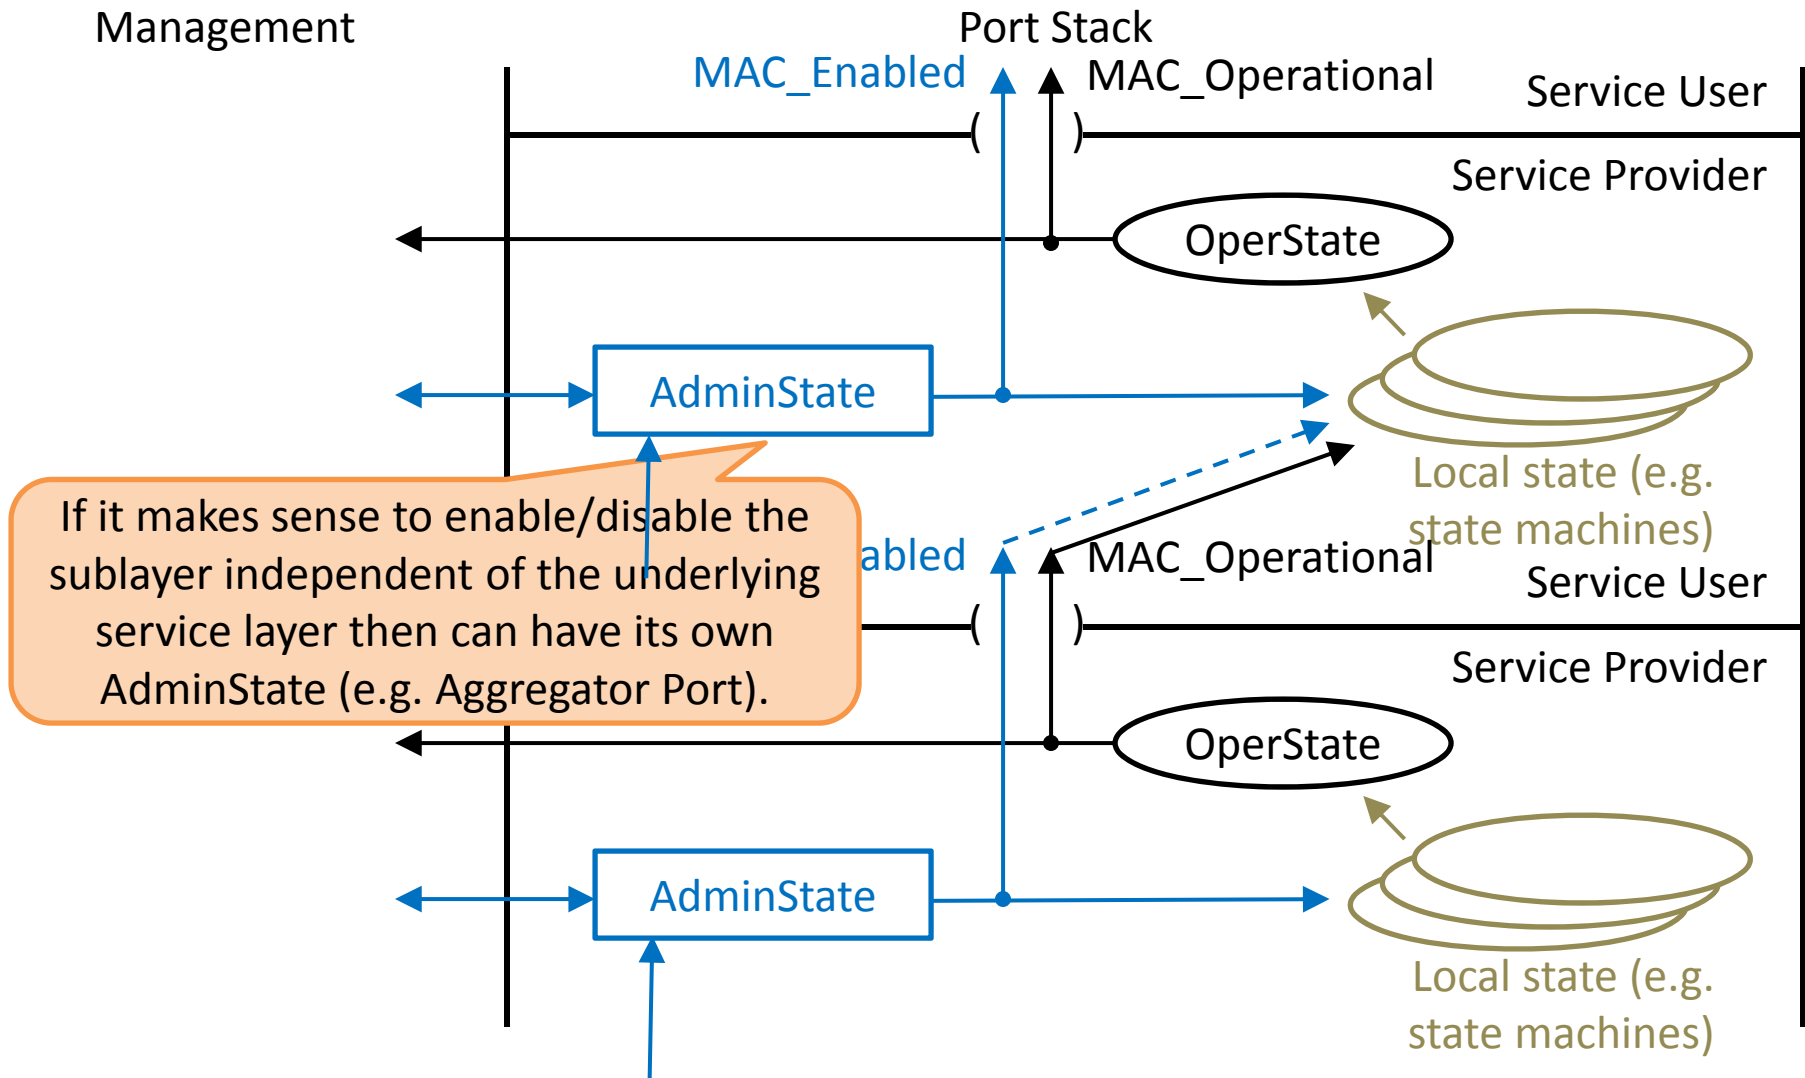 Management
Port Stack
MAC_Enabled
MAC_Operational
Service User
( )
Service Provider
OperState
AdminState
Local state (e.g.
state machines)
If it makes sense to enable/disable the
sublayer independent of the underlying
service layer then can have its own
AdminState (e.g. Aggregator Port).
abled
MAC_Operational
Service User
( )
Service Provider
OperState
AdminState
Local state (e.g.
state machines)